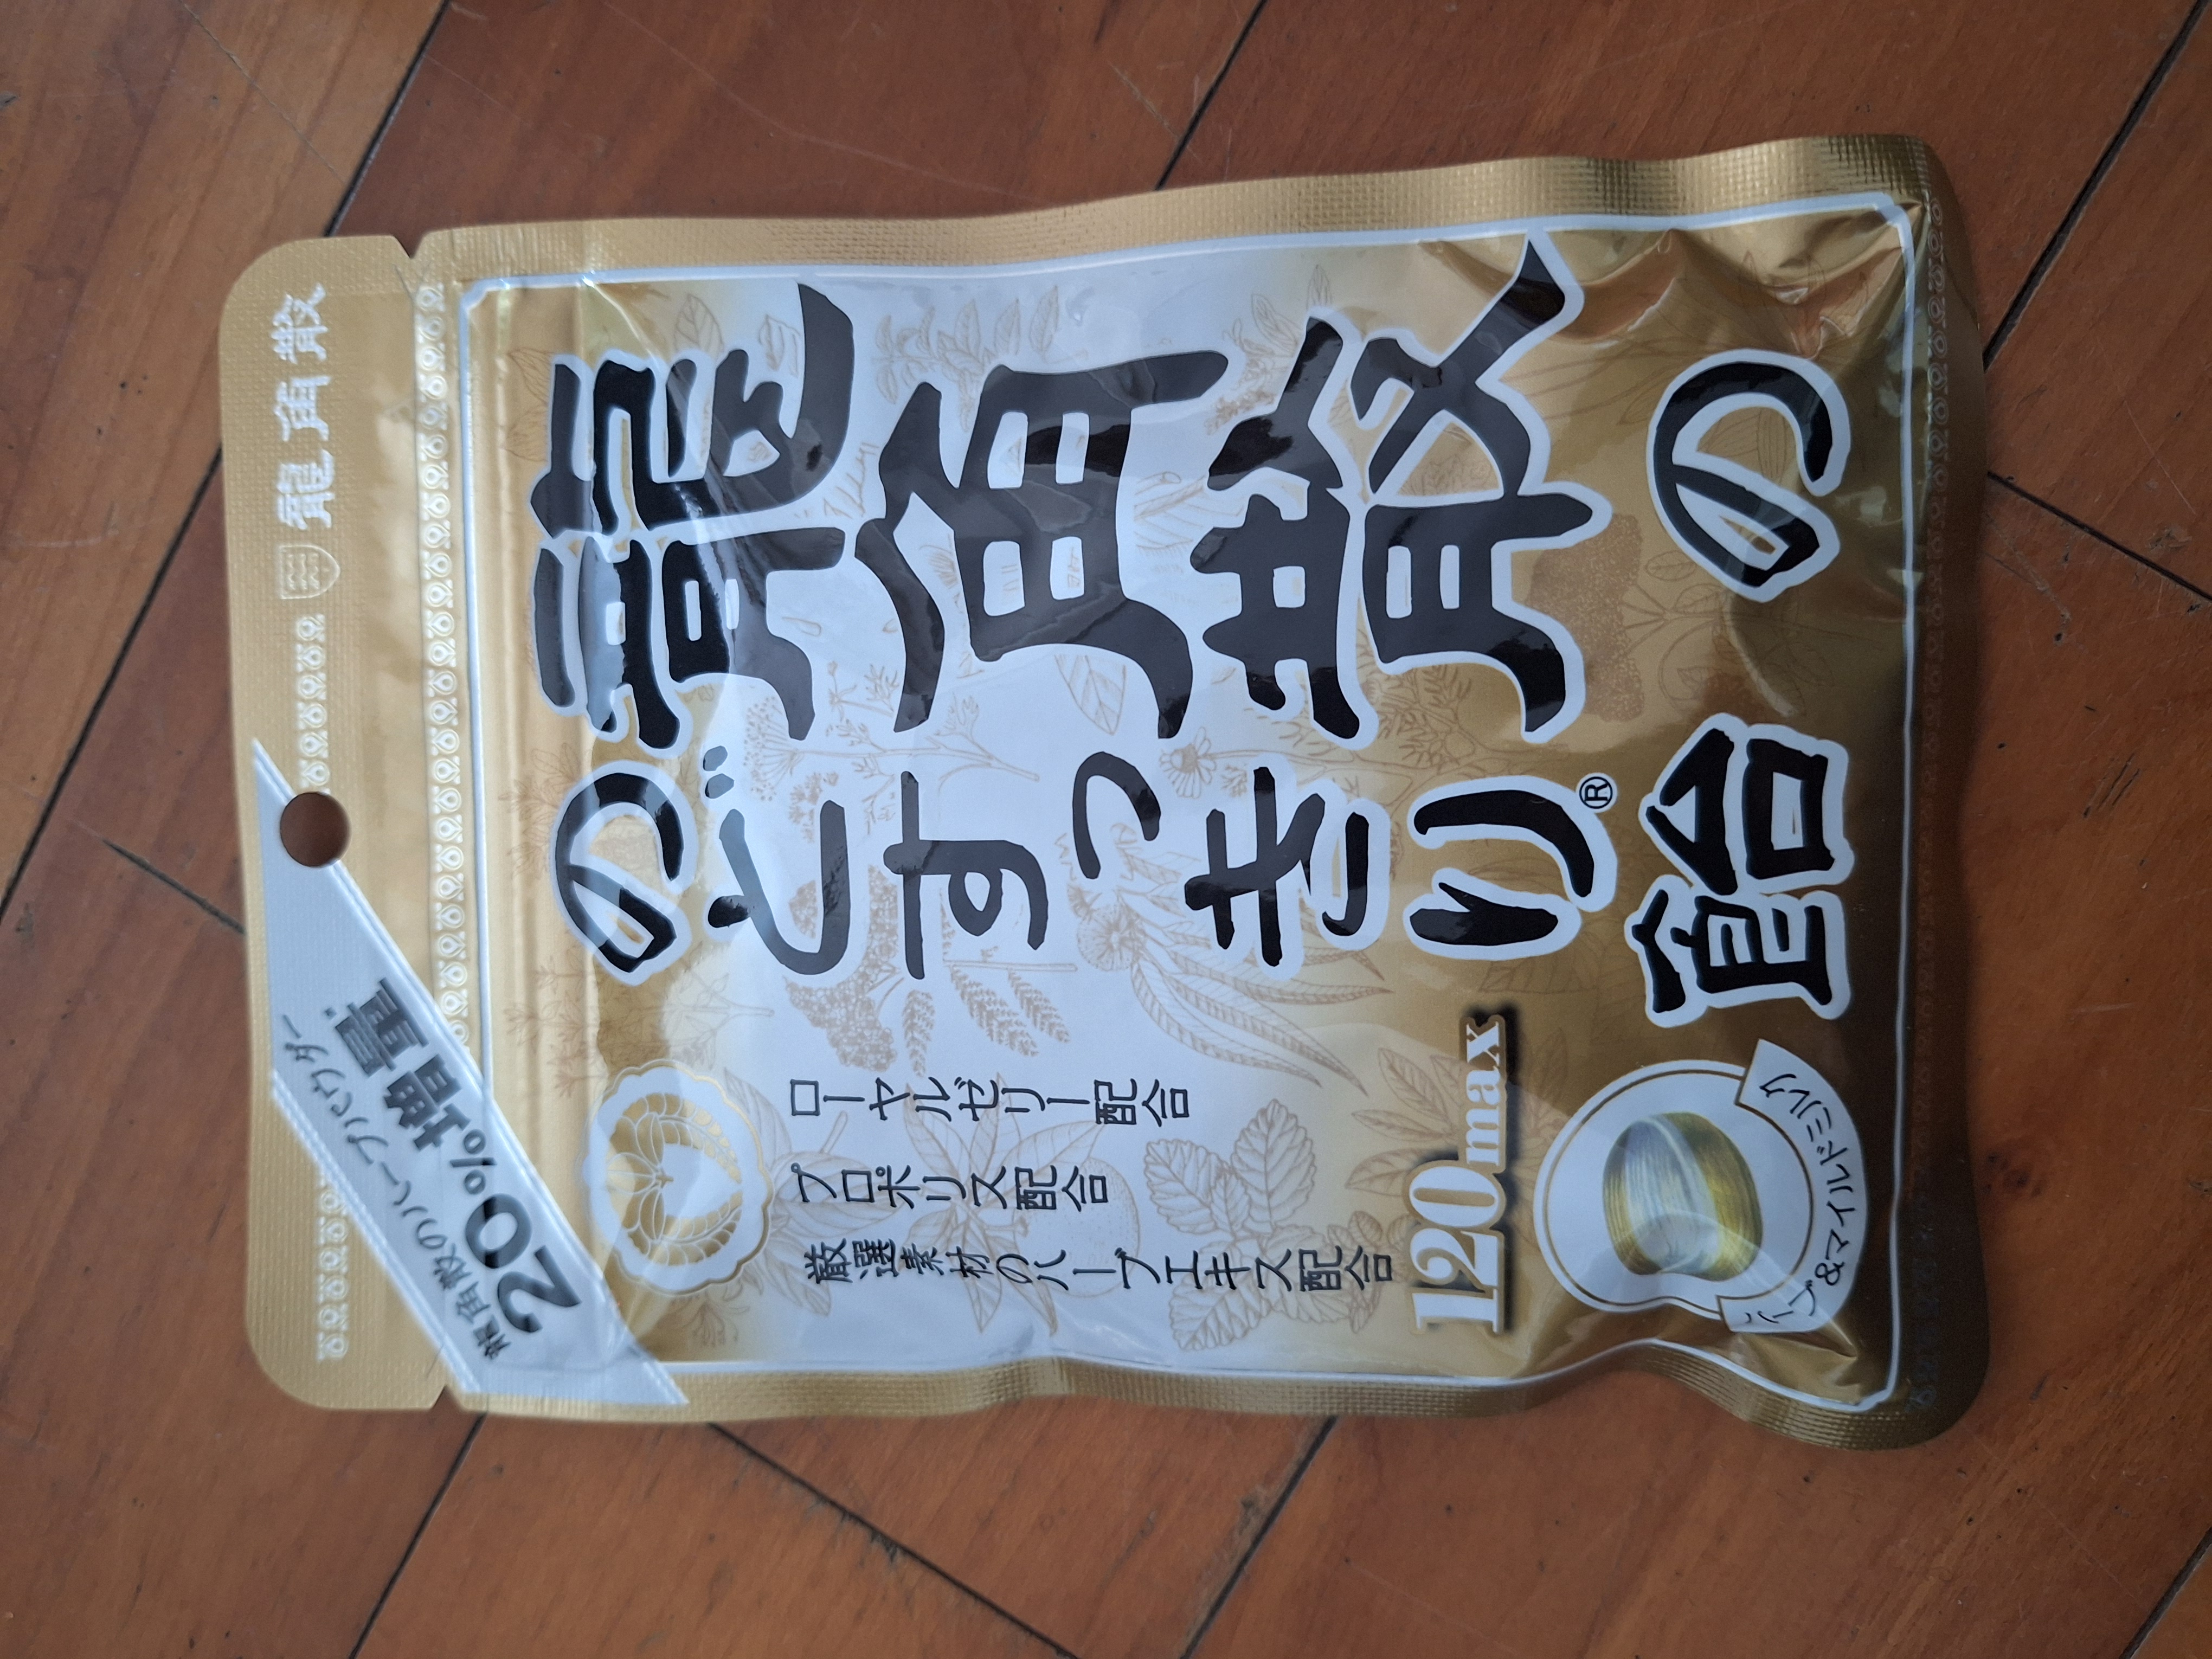 龍角散
龍角散のハーブパウダー
20%増量*
龍角散の
のどすっきり®飴
ローヤルゼリー配合
プロポリス配合
厳選素材のハーブエキス配合
120max
ハーブ&マイルドミルク